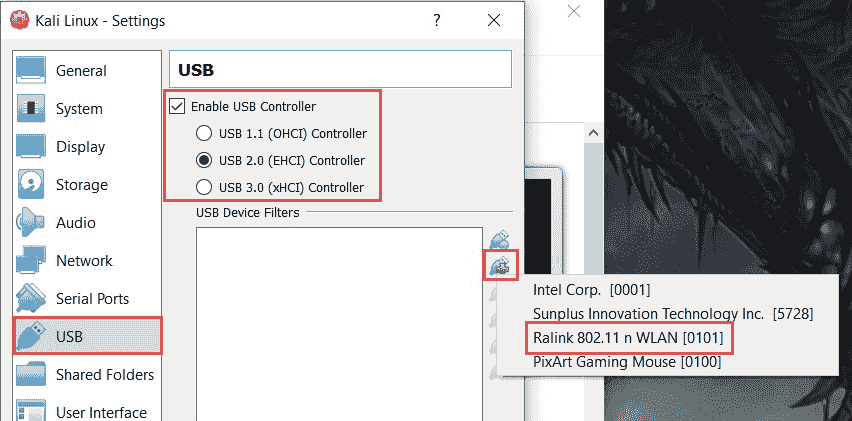 Kali Linux - Settings
?
General
System
Display
Storage
Audio
Network
Serial Ports
USB
Shared Folders
User Interface
USB
Enable USB Controller
USB 1.1 (OHCI) Controller
USB 2.0 (EHCI) Controller
USB 3.0 (xHCI) Controller
USB Device Filters
Intel Corp. [0001]
Sunplus Innovation Technology Inc. [5728]
Ralink 802.11 n WLAN [0101]
PixArt Gaming Mouse [0100]